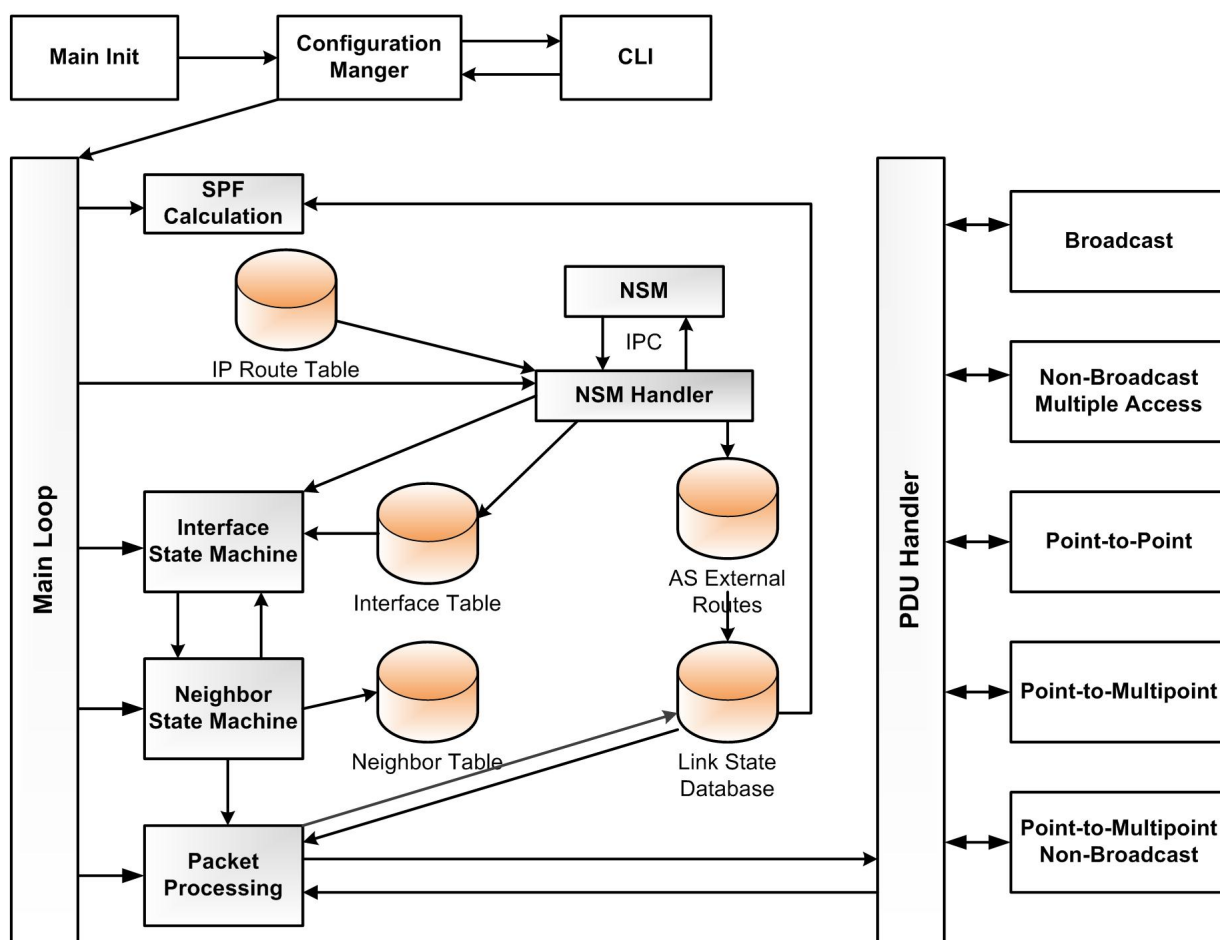 Main Init
Configuration
Manger
CLI
Main Loop
SPF
Calculation
IP Route Table
NSM
IPC
NSM Handler
Interface
State Machine
Interface Table
AS External
Routes
Neighbor
State Machine
Neighbor Table
Link State
Database
Packet
Processing
PDU Handler
Broadcast
Non-Broadcast
Multiple Access
Point-to-Point
Point-to-Multipoint
Point-to-Multipoint
Non-Broadcast